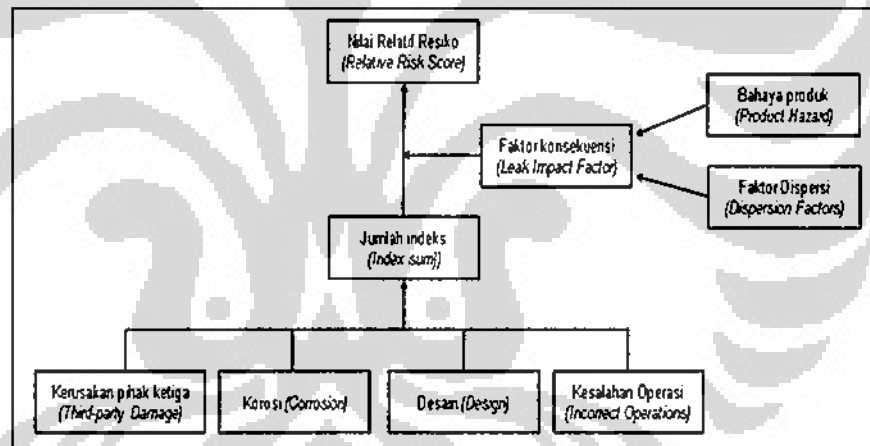 Nilai Relatif Resiko
(Relative Risk Score)
Bahaya produk
(Product Hazard)
Faktor konsekuensi
(Leak Impact Factor)
Faktor Dispersi
(Dispersion Factors)
Jumlah indeks
(Index sum))
Kerusakan pihak ketiga
(Third-party Damage)
Korosi (Corrosion)
Desain (Design)
Kesalahan Operasi
(Incorrect Operations)